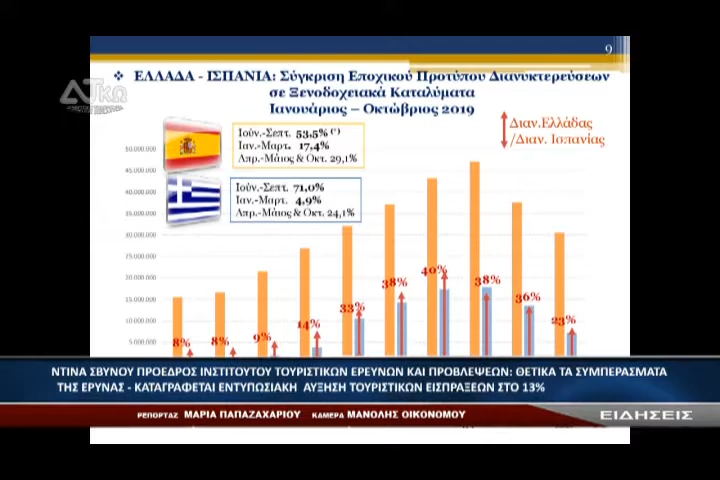 9
❖ ΕΛΛΑΔΑ - ΙΣΠΑΝΙΑ: Σύγκριση Εποχικού Προτύπου Διανυκτερεύσεων
σε Ξενοδοχειακά Καταλύματα
Ιανουάριος – Οκτώβριος 2019
Ιούν.-Σεπτ. 53,5% (*)
Ιαν.-Μαρτ. 17,4%
Απρ.-Μάιος & Οκτ. 29,1%
Διαν.Ελλάδας
/Διαν. Ισπανίας
Ιούν.-Σεπτ. 71,0%
Ιαν.-Μαρτ. 4,9%
Απρ.-Μάιος & Οκτ. 24,1%
50.000.000
45.000.000
40.000.000
35.000.000
30.000.000
25.000.000
20.000.000
15.000.000
10.000.000
5.000.000
8% 8% 9% 14% 33% 38% 40% 38% 36% 23%
ΝΤΙΝΑ ΣΒΥΝΟΥ ΠΡΟΕΔΡΟΣ ΙΝΣΤΙΤΟΥΤΟΥ ΤΟΥΡΙΣΤΙΚΩΝ ΕΡΕΥΝΩΝ ΚΑΙ ΠΡΟΒΛΕΨΕΩΝ: ΘΕΤΙΚΑ ΤΑ ΣΥΜΠΕΡΑΣΜΑΤΑ
ΤΗΣ ΕΡΥΝΑΣ - ΚΑΤΑΓΡΑΦΕΤΑΙ ΕΝΤΥΠΩΣΙΑΚΗ ΑΥΞΗΣΗ ΤΟΥΡΙΣΤΙΚΩΝ ΕΙΣΠΡΑΞΕΩΝ ΣΤΟ 13%
ΡΕΠΟΡΤΑΖ ΜΑΡΙΑ ΠΑΠΑΖΑΧΑΡΙΟΥ ΚΑΜΕΡΑ ΜΑΝΟΛΗΣ ΟΙΚΟΝΟΜΟΥ
ΕΙΔΗΣΕΙΣ